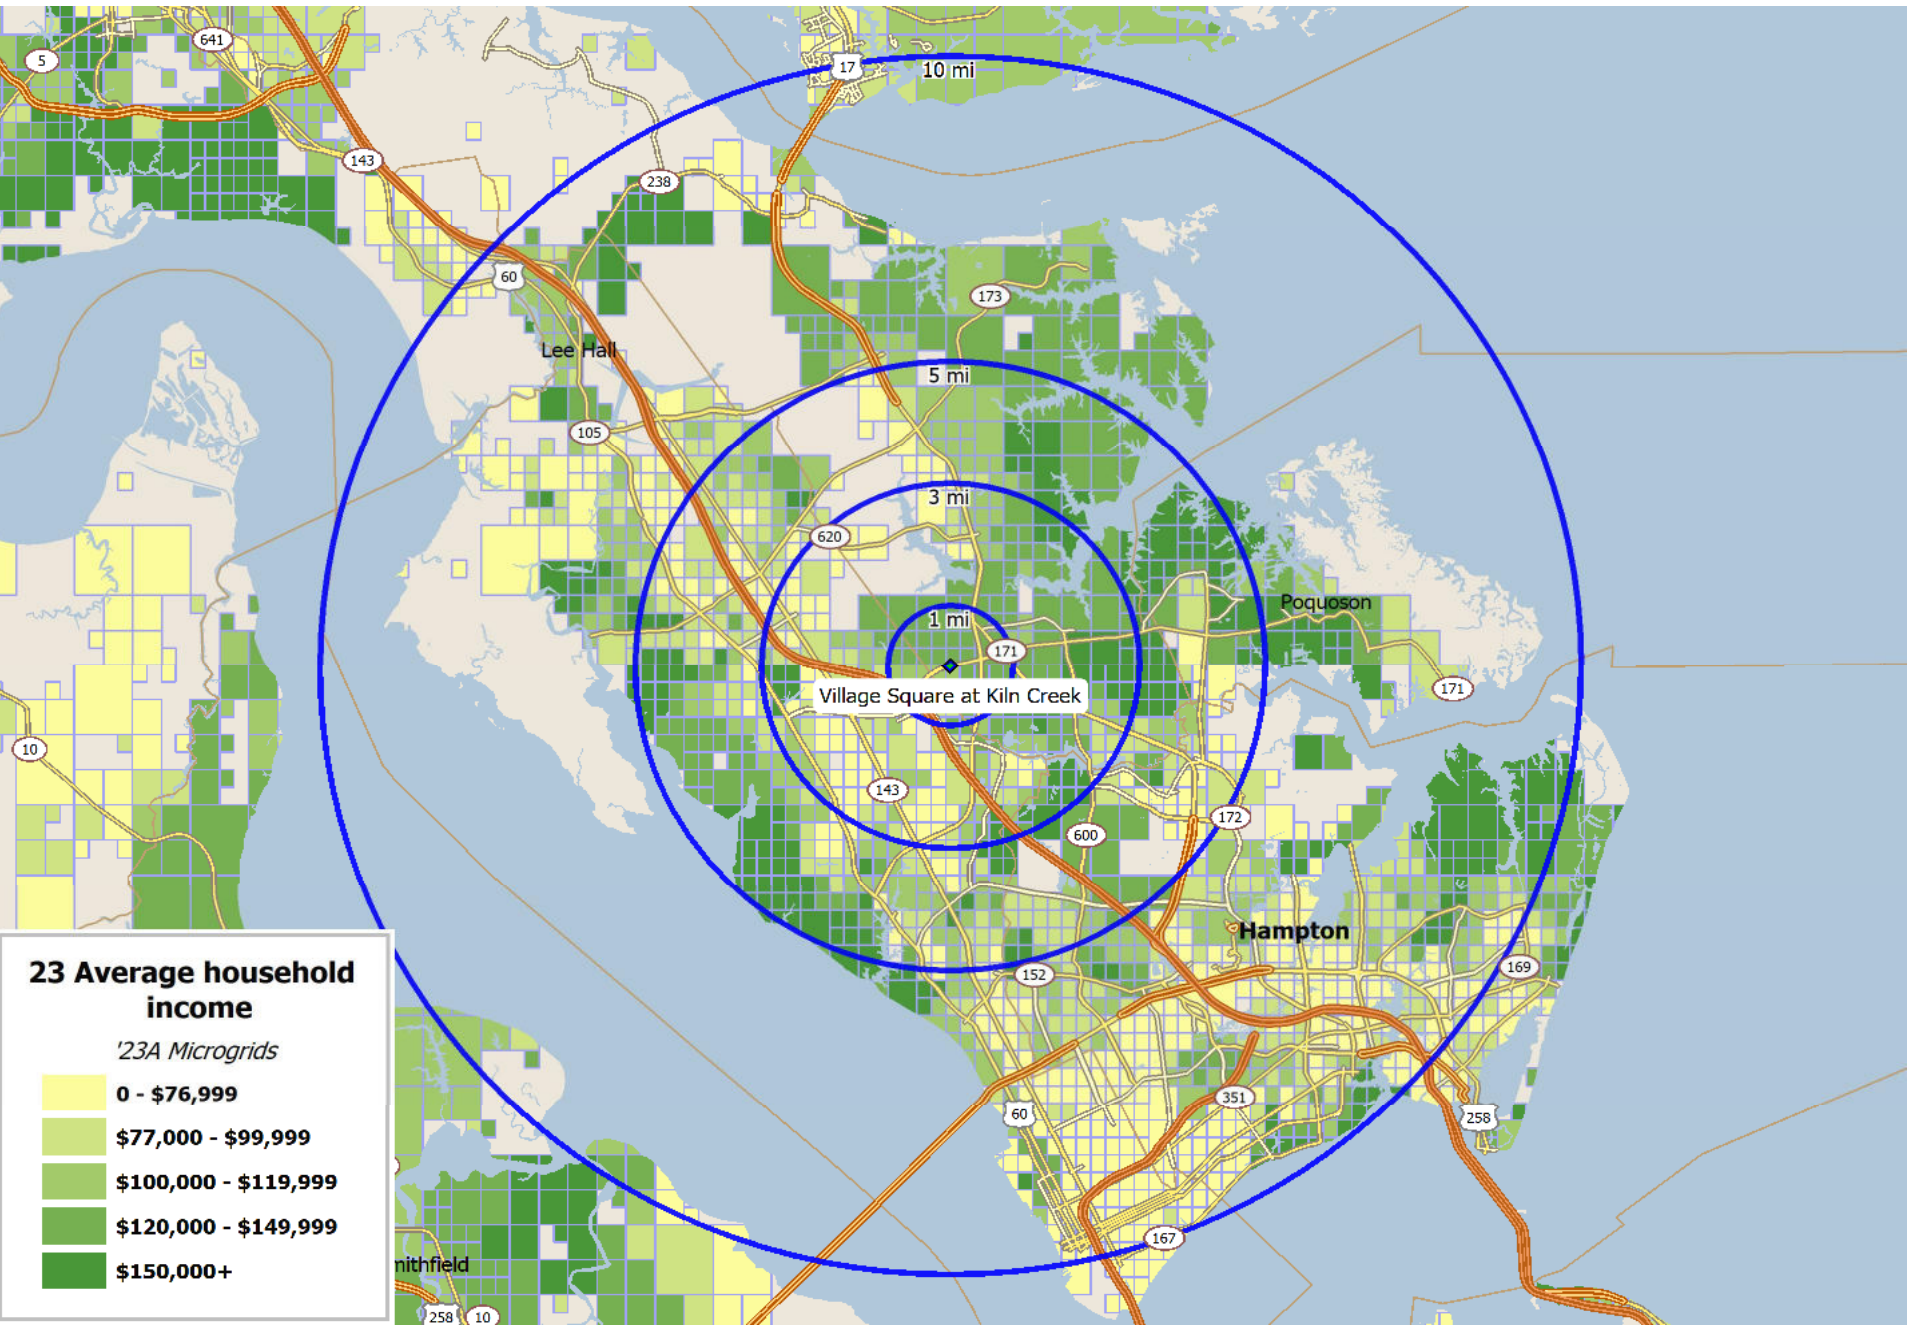 641
5
17
10 mi
143
238
60
173
Lee Hall
5 mi
105
3 mi
620
Poquoson
1 mi
171
171
Village Square at Kiln Creek
10
143
172
600
Hampton
169
152
23 Average household
income
'23A Microgrids
0 - $76,999
$77,000 - $99,999
$100,000 - $119,999
$120,000 - $149,999
$150,000+
351
60
258
167
mithfield
258
10